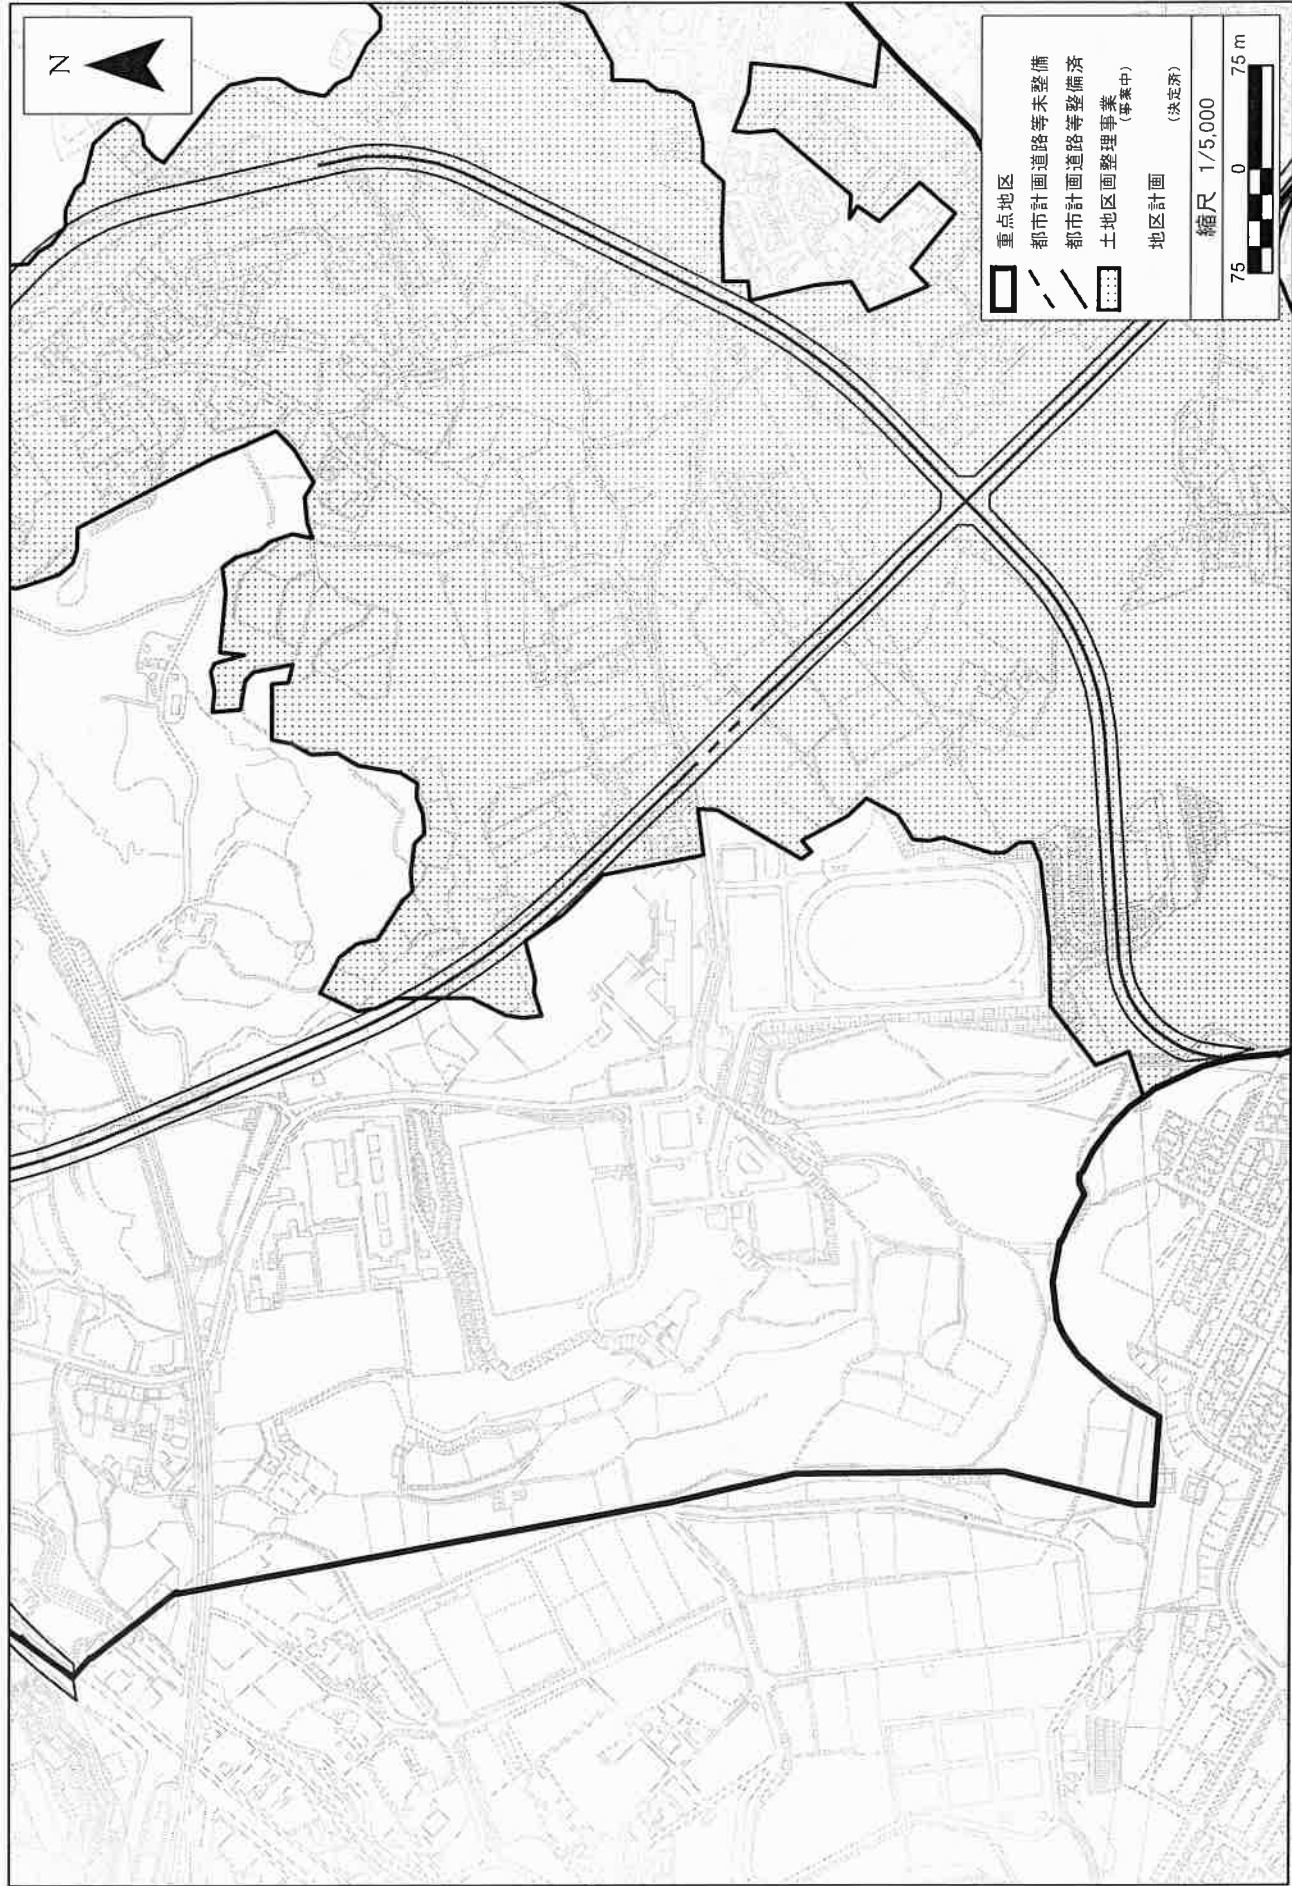 N
重点地区
都市計画道路等未整備
都市計画道路等整備済
土地区画整理事業
(事業中)
地区計画
(決定済)
縮尺 1/5,000
75 0 75m